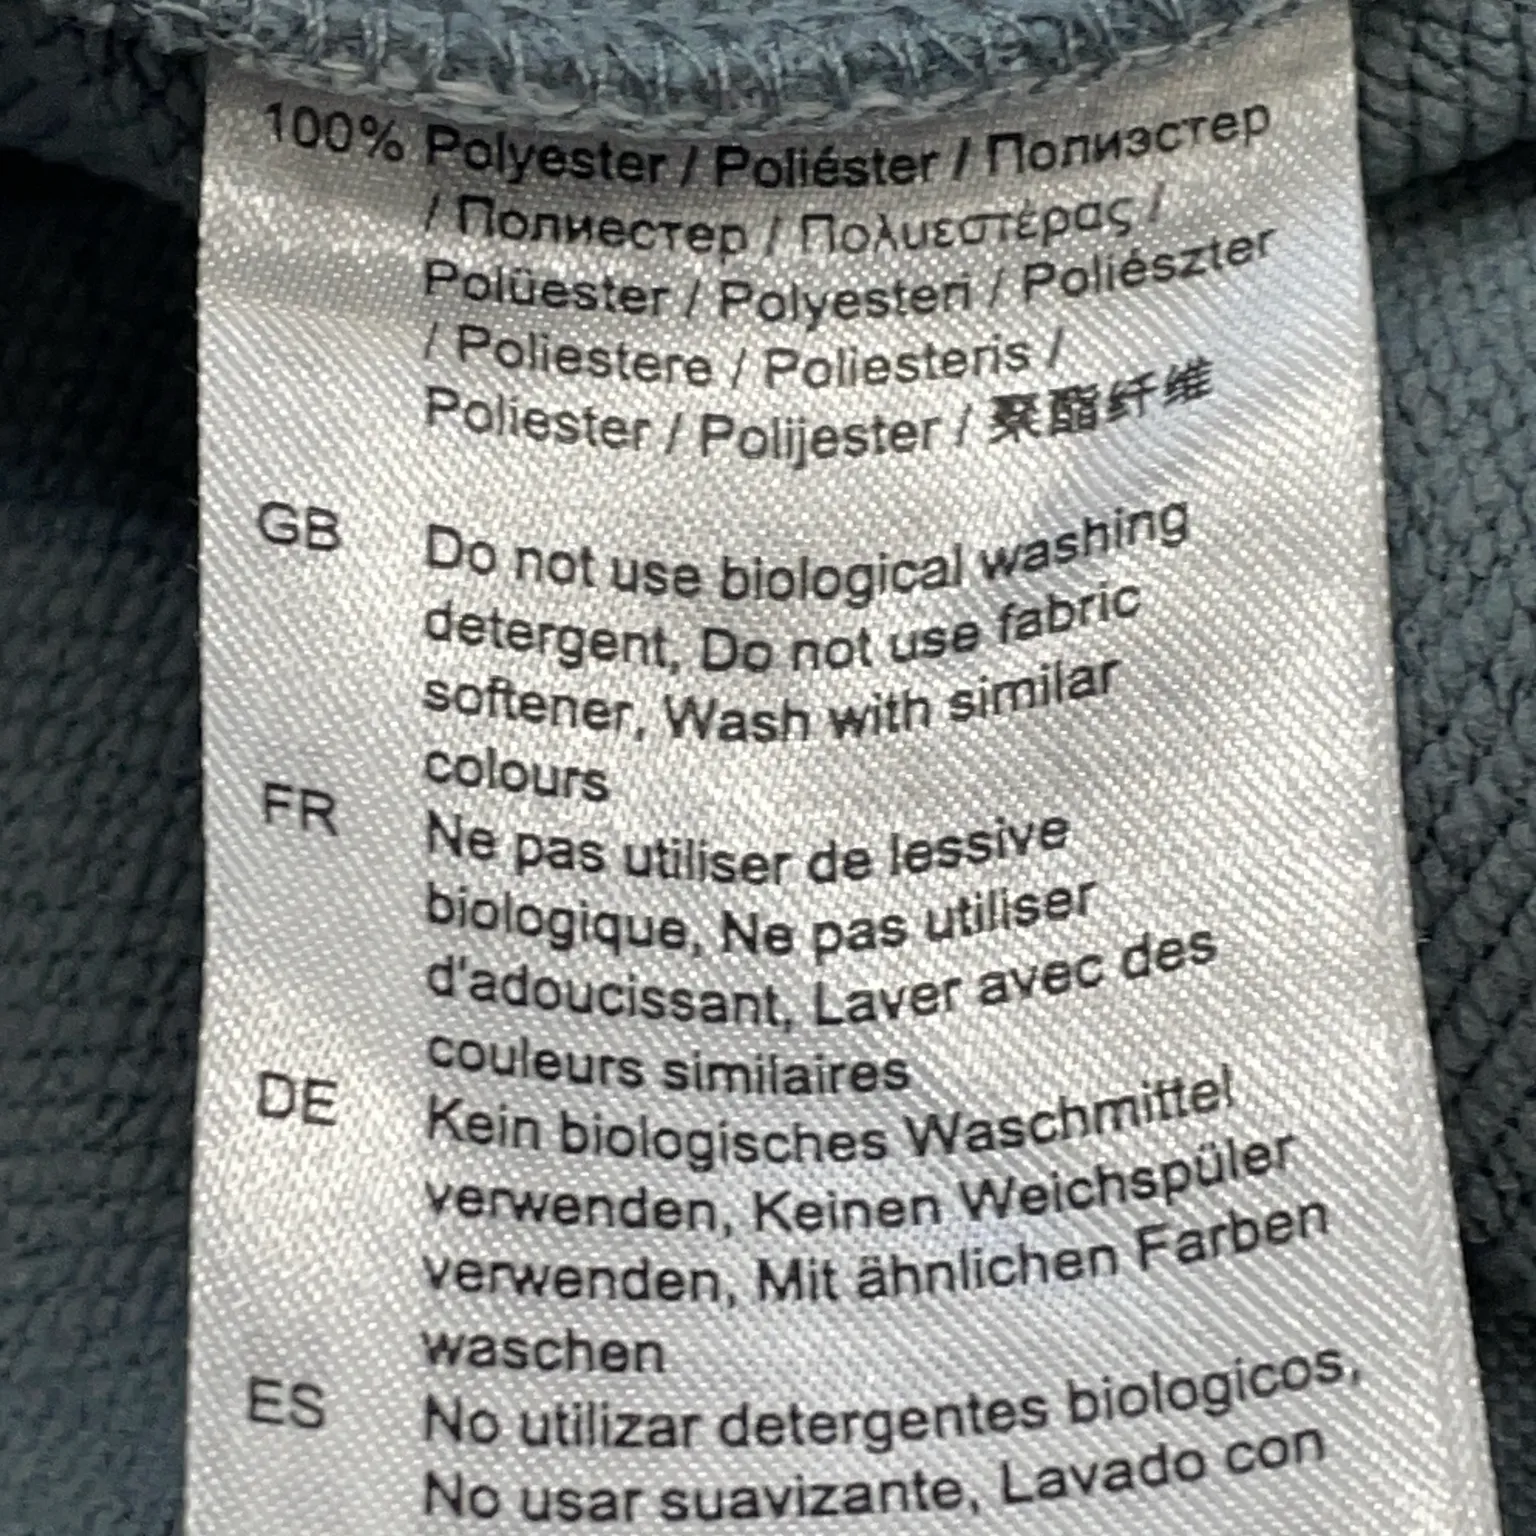 100% Polyester / Poliéster / Полиэстер
/ Полиестер / Πολυεστέρας /
Polüester / Polyesteri / Poliészter
/ Poliestere / Poliesteris /
Poliester / Polijester / 聚酯纤维
GB Do not use biological washing
detergent, Do not use fabric
softener, Wash with similar
colours
FR Ne pas utiliser de lessive
biologique, Ne pas utiliser
d'adoucissant, Laver avec des
couleurs similaires
DE Kein biologisches Waschmittel
verwenden, Keinen Weichspüler
verwenden, Mit ähnlichen Farben
waschen
ES No utilizar detergentes biologicos,
No usar suavizante, Lavado con